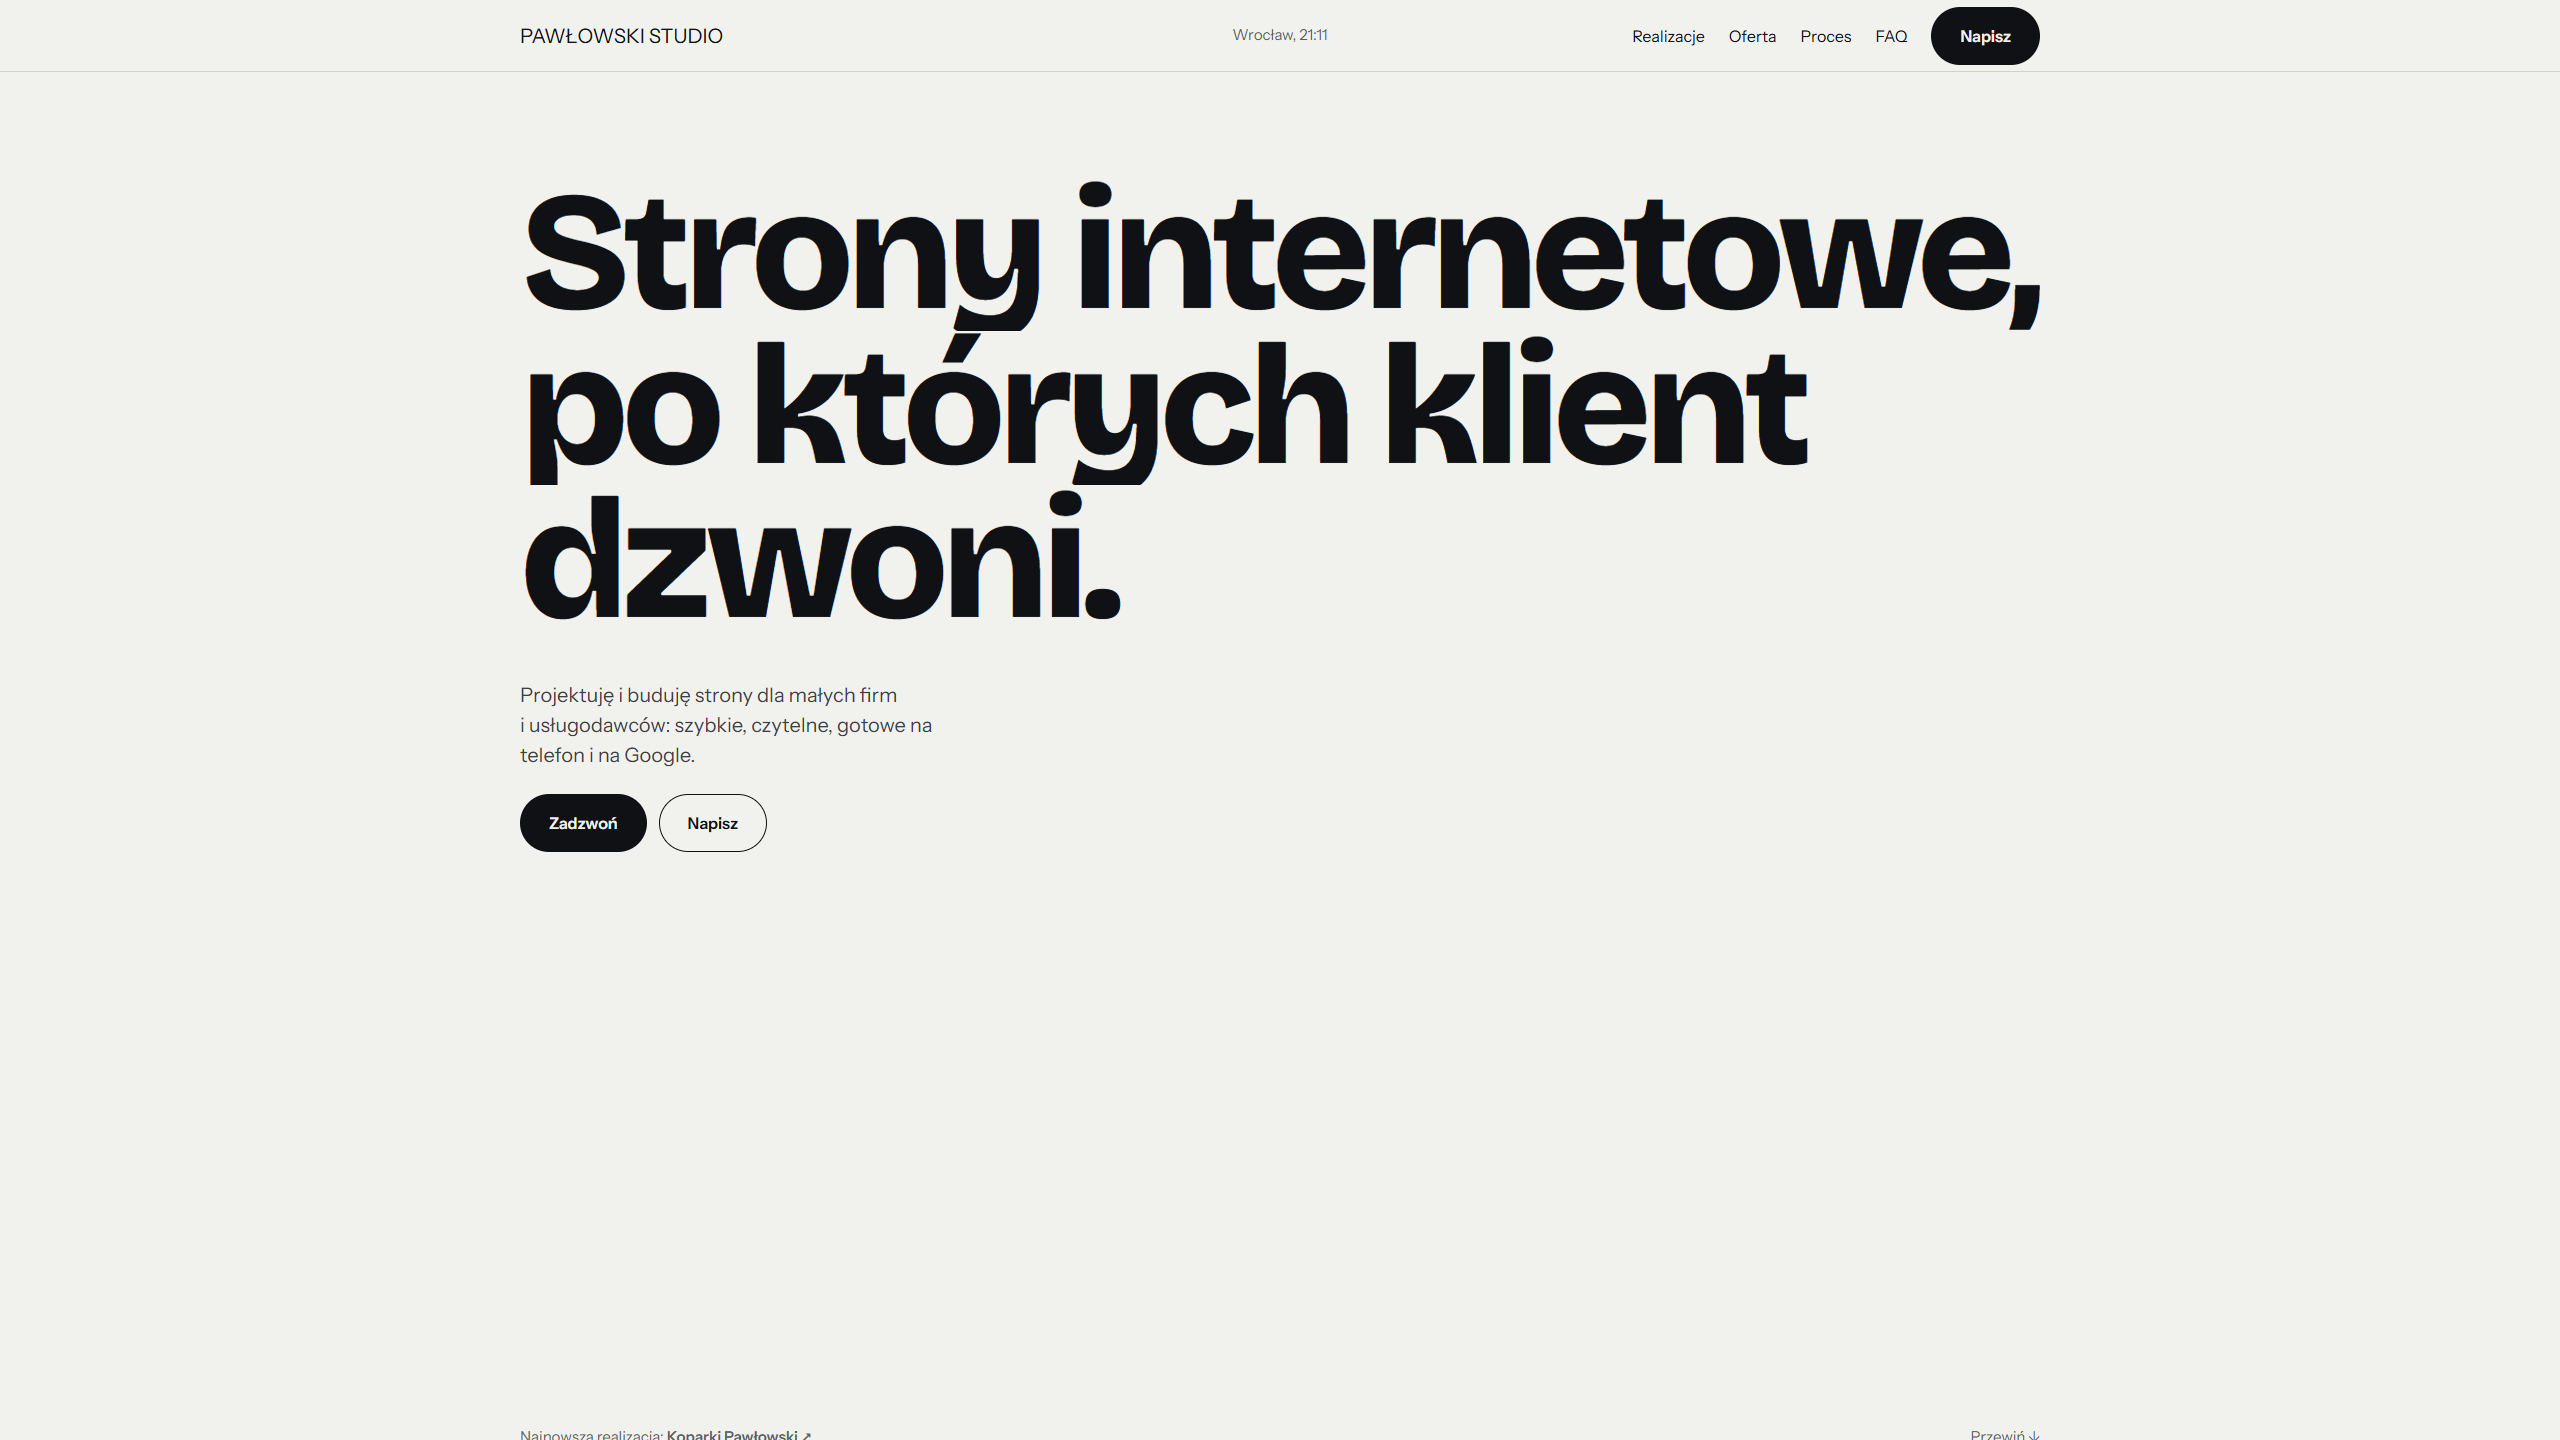 PAWŁOWSKI STUDIO
Wrocław, 21:11
Realizacje Oferta Proces FAQ Napisz
Strony internetowe,
po których klient
dzwoni.
Projektuję i buduję strony dla małych firm
i usługodawców: szybkie, czytelne, gotowe na
telefon i na Google.
Zadzwoń Napisz
Najnowsza realizacja: Koparki Pawłowski ↗
Przewiń ↓